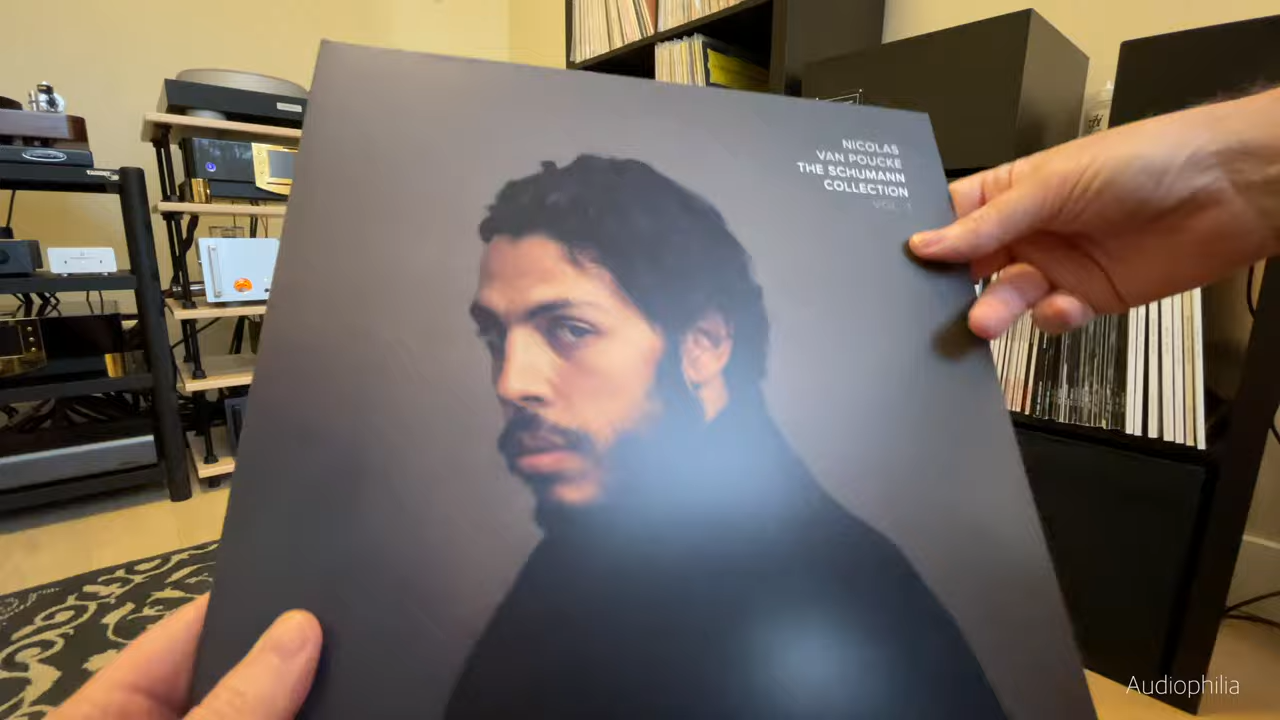 NICOLAS
VAN POUCKE
THE SCHUMANN
COLLECTION
VOL. 1
Audiophilia